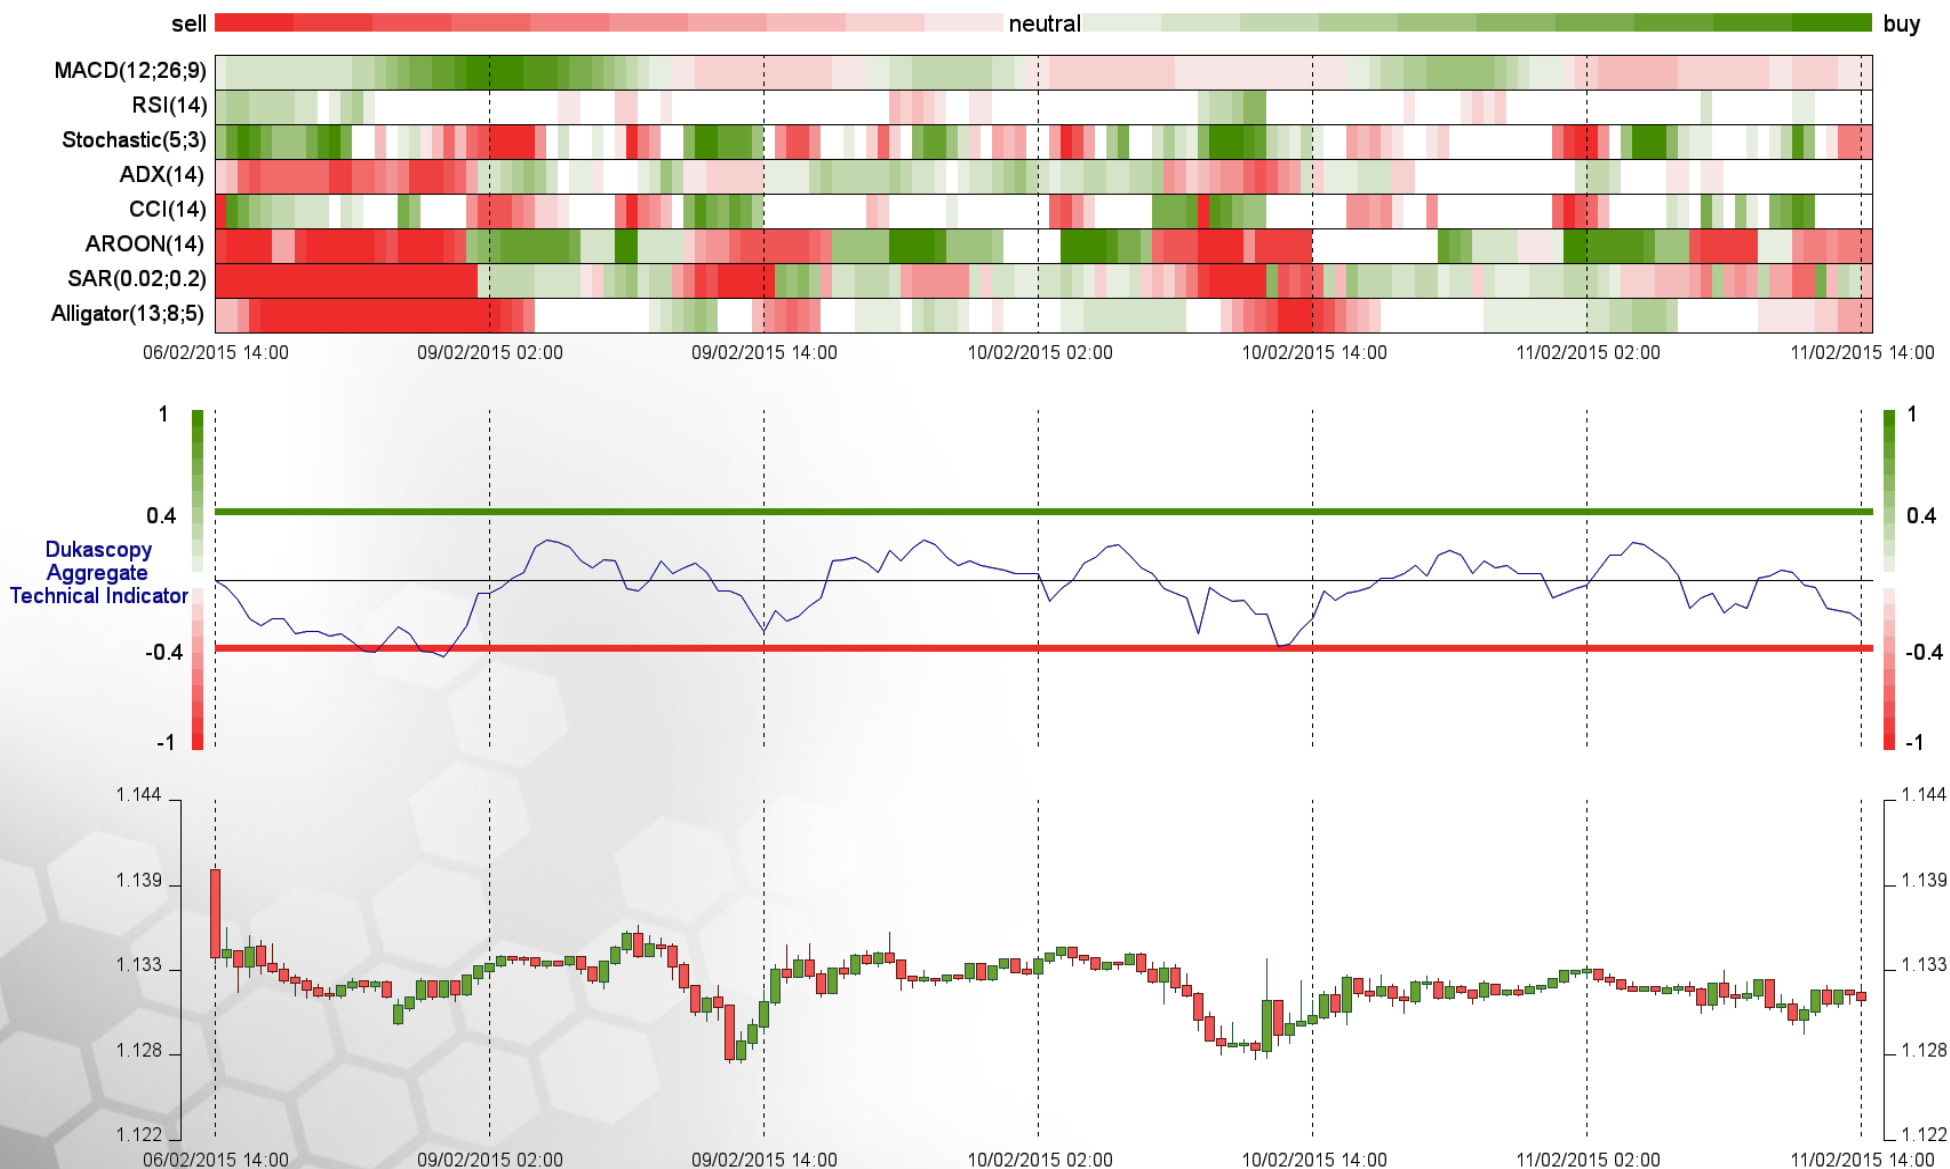 sell neutral buy
MACD(12;26;9)
RSI(14)
Stochastic(5;3)
ADX(14)
CCI(14)
AROON(14)
SAR(0.02;0.2)
Alligator(13;8;5)
06/02/2015 14:00 09/02/2015 02:00 09/02/2015 14:00 10/02/2015 02:00 10/02/2015 14:00 11/02/2015 02:00 11/02/2015 14:00
1 1
0.4 0.4
Dukascopy
Aggregate
Technical Indicator
-0.4 -0.4
-1 -1
1.144 1.144
1.139 1.139
1.133 1.133
1.128 1.128
1.122 1.122
06/02/2015 14:00 09/02/2015 02:00 09/02/2015 14:00 10/02/2015 02:00 10/02/2015 14:00 11/02/2015 02:00 11/02/2015 14:00